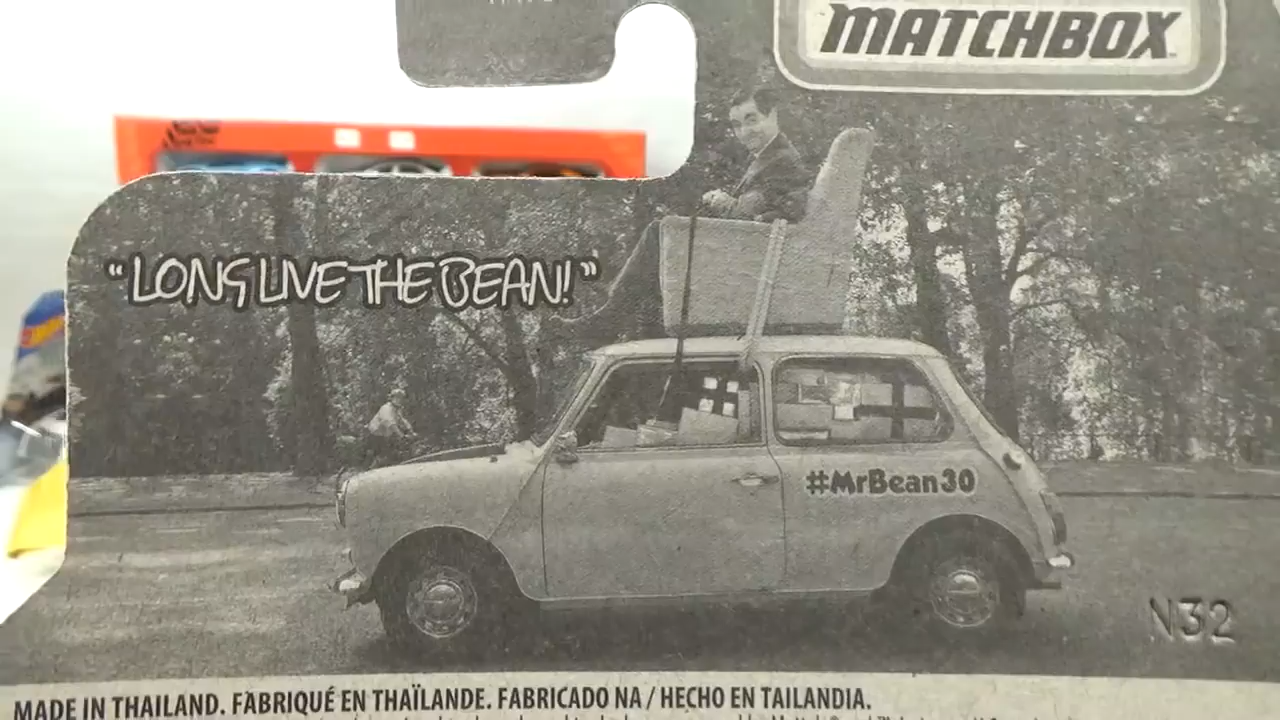 MATCHBOX
"LONG LIVE THE BEAN!"
#MrBean30
N32
MADE IN THAILAND. FABRIQUÉ EN THAÏLANDE. FABRICADO NA / HECHO EN TAILANDIA.